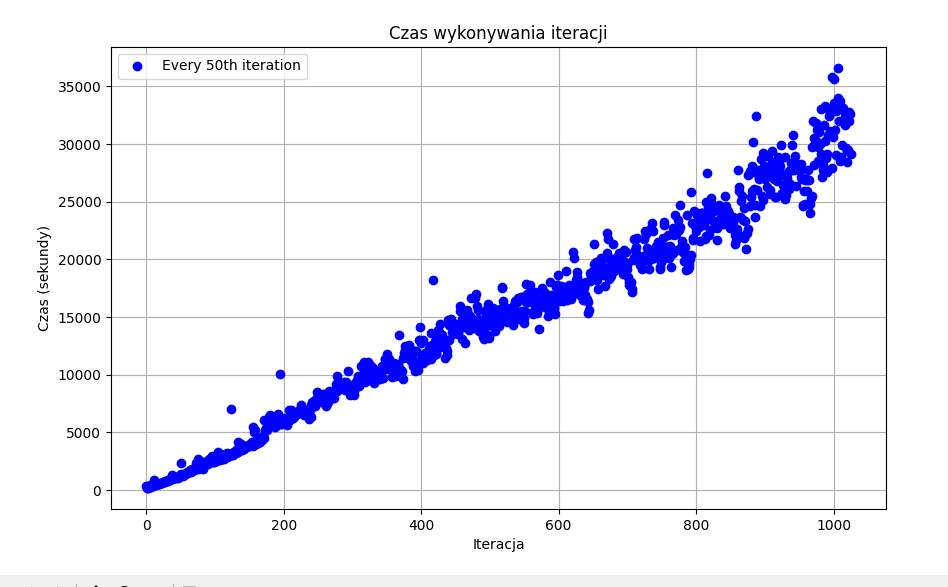 Czas wykonywania iteracji
Every 50th iteration
Czas (sekundy)
35000
30000
25000
20000
15000
10000
5000
0
0 200 400 600 800 1000
Iteracja